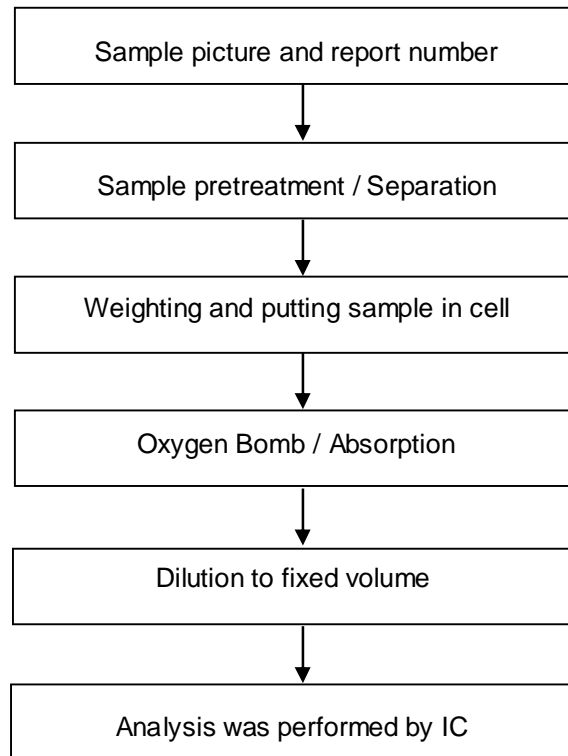 Sample picture and report number
Sample pretreatment / Separation
Weighting and putting sample in cell
Oxygen Bomb / Absorption
Dilution to fixed volume
Analysis was performed by IC